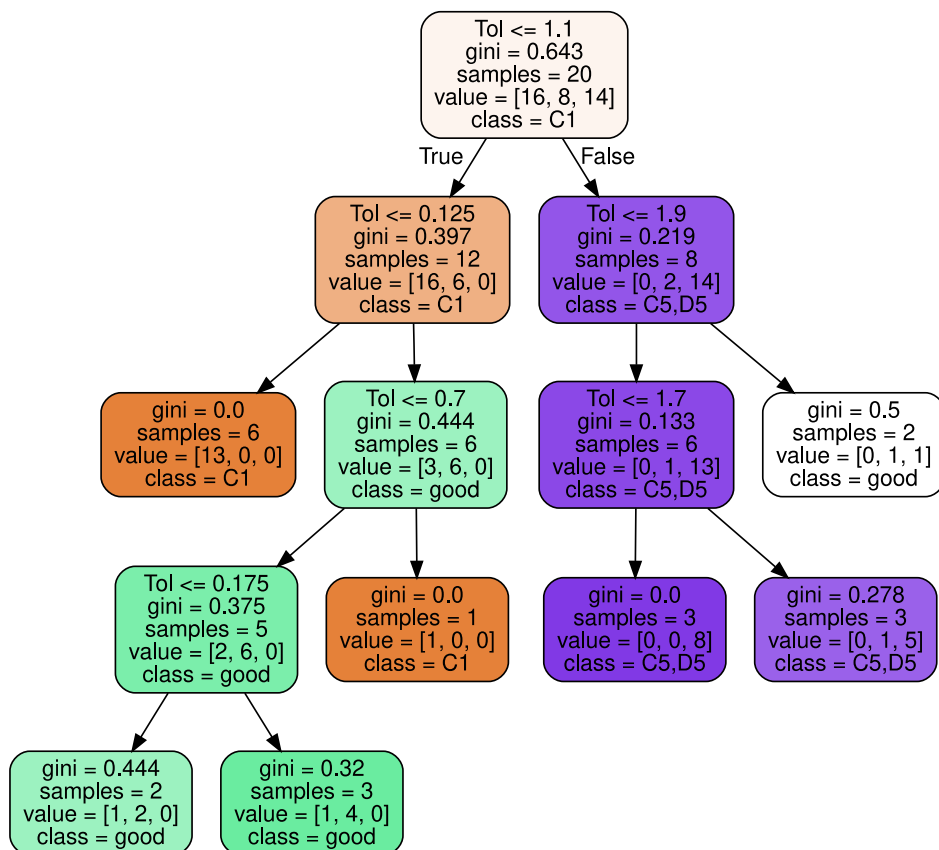 Tol <= 1.1
gini = 0.643
samples = 20
value = [16, 8, 14]
class = C1
True
False
Tol <= 0.125
gini = 0.397
samples = 12
value = [16, 6, 0]
class = C1
Tol <= 1.9
gini = 0.219
samples = 8
value = [0, 2, 14]
class = C5,D5
gini = 0.0
samples = 6
value = [13, 0, 0]
class = C1
Tol <= 0.7
gini = 0.444
samples = 6
value = [3, 6, 0]
class = good
Tol <= 1.7
gini = 0.133
samples = 6
value = [0, 1, 13]
class = C5,D5
gini = 0.5
samples = 2
value = [0, 1, 1]
class = good
Tol <= 0.175
gini = 0.375
samples = 5
value = [2, 6, 0]
class = good
gini = 0.0
samples = 1
value = [1, 0, 0]
class = C1
gini = 0.0
samples = 3
value = [0, 0, 8]
class = C5,D5
gini = 0.278
samples = 3
value = [0, 1, 5]
class = C5,D5
gini = 0.444
samples = 2
value = [1, 2, 0]
class = good
gini = 0.32
samples = 3
value = [1, 4, 0]
class = good